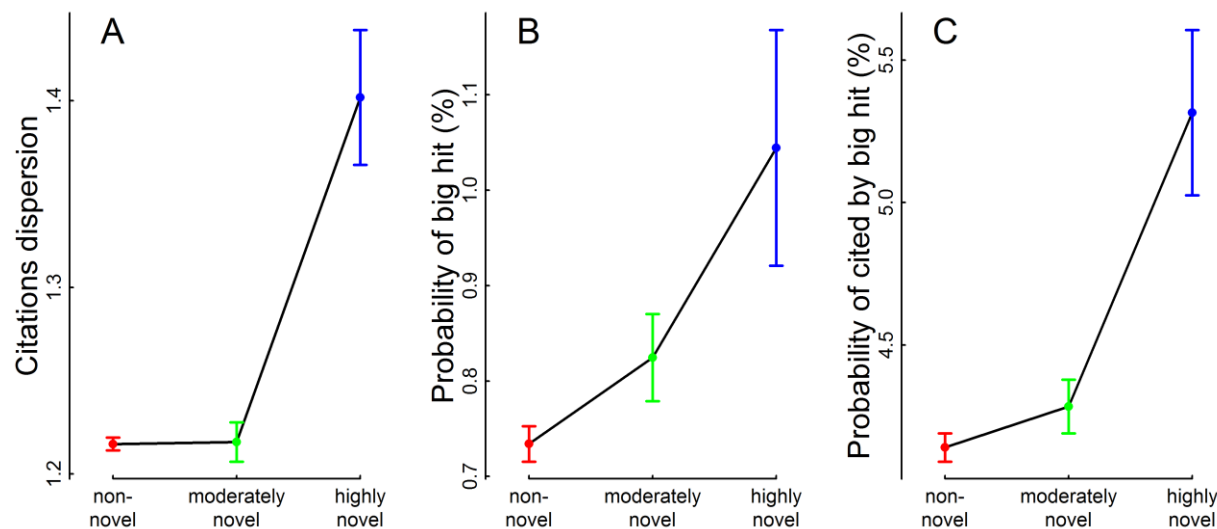 A
Citations dispersion
1.4
1.3
1.2
non-
novel
moderately
novel
highly
novel
B
Probability of big hit (%)
1.1
1.0
0.9
0.8
0.7
non-
novel
moderately
novel
highly
novel
C
Probability of cited by big hit (%)
5.5
5.0
4.5
non-
novel
moderately
novel
highly
novel